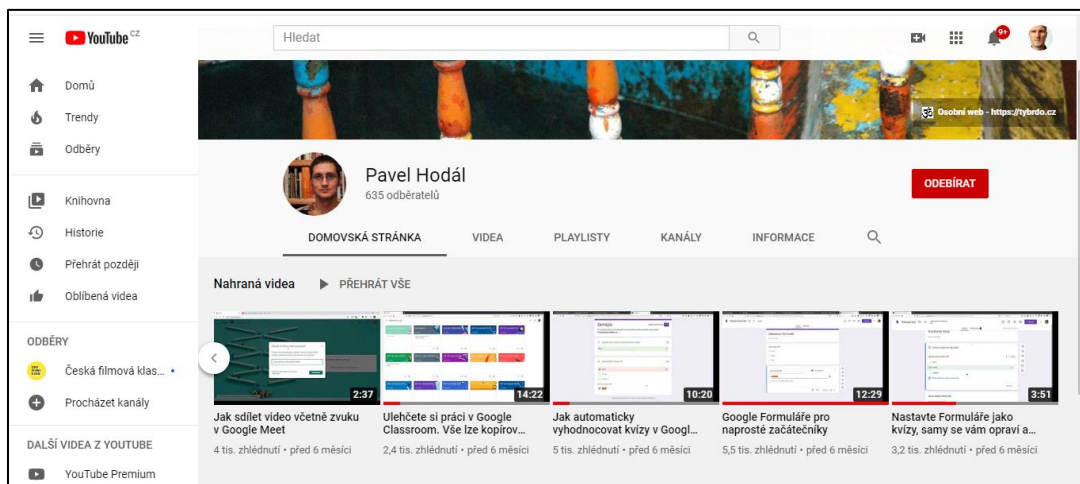 YouTube CZ
Hledat
9+
Domů
Trendy
Odběry
Knihovna
Historie
Přehrát později
Oblíbená videa
ODBĚRY
Česká filmová klas...
Procházet kanály
DALŠÍ VIDEA Z YOUTUBE
YouTube Premium
Osobní web - https://tybrdo.cz
Pavel Hodál
635 odběratelů
ODEBÍRAT
DOMOVSKÁ STRÁNKA VIDEA PLAYLISTY KANÁLY INFORMACE
Nahraná videa PŘEHRÁT VŠE
2:37
Jak sdílet video včetně zvuku
v Google Meet
4 tis. zhlédnutí • před 6 měsíci
14:22
Ulehčete si práci v Google
Classroom. Vše lze kopírov...
2,4 tis. zhlédnutí • před 6 měsíci
10:20
Jak automaticky
vyhodnocovat kvízy v Googl...
5 tis. zhlédnutí • před 6 měsíci
12:29
Google Formuláře pro
naprosté začátečníky
5,5 tis. zhlédnutí • před 6 měsíci
3:51
Nastavte Formuláře jako
kvízy, samy se vám opraví a...
3,2 tis. zhlédnutí • před 6 měsíci